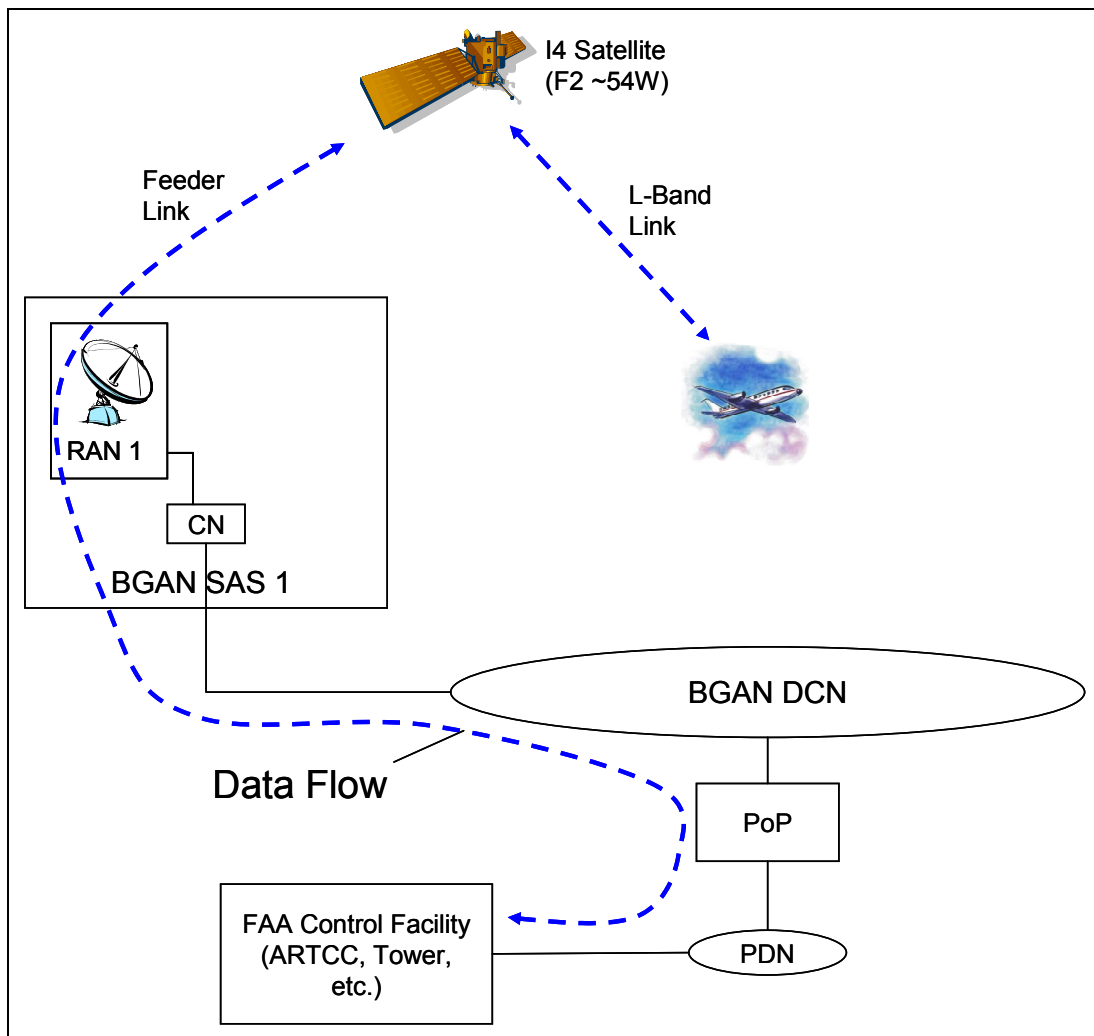 I4 Satellite
(F2 ~54W)
Feeder
Link
L-Band
Link
RAN 1
CN
BGAN SAS 1
BGAN DCN
Data Flow
PoP
FAA Control Facility
(ARTCC, Tower,
etc.)
PDN